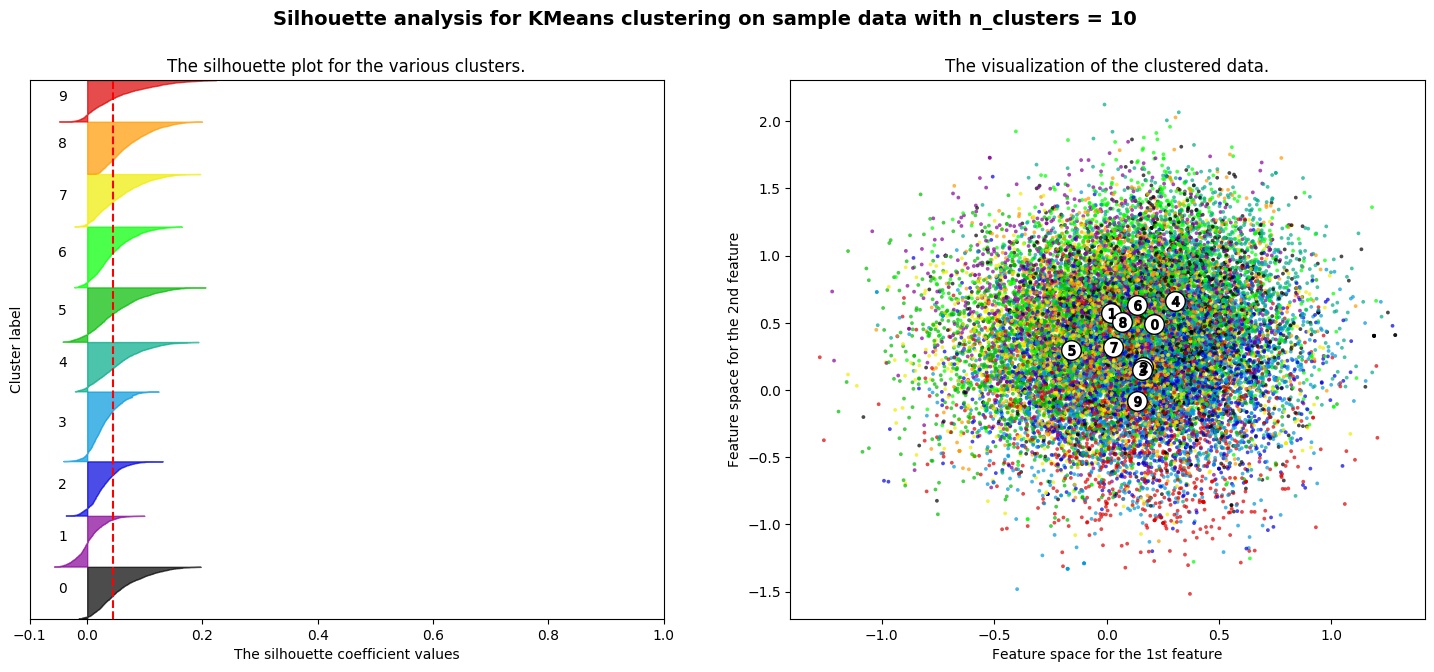 Silhouette analysis for KMeans clustering on sample data with n_clusters = 10
The silhouette plot for the various clusters.
9
8
7
6
5
4
3
2
1
0
Cluster label
−0.1 0.0 0.2 0.4 0.6 0.8 1.0
The silhouette coefficient values
The visualization of the clustered data.
2.0
1.5
1.0
0.5
0.0
−0.5
−1.0
−1.5
Feature space for the 2nd feature
6 4
1
8 0
5 7
2
3
9
−1.0 −0.5 0.0 0.5 1.0
Feature space for the 1st feature